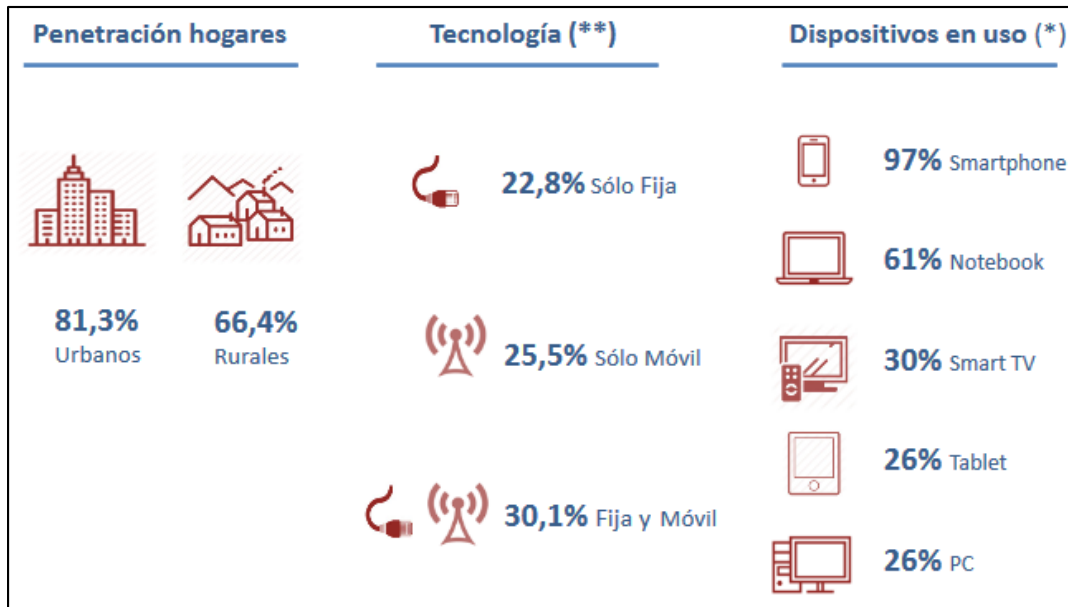 Penetración hogares
81,3%
Urbanos
66,4%
Rurales
Tecnología (**)
22,8% Sólo Fija
25,5% Sólo Móvil
30,1% Fija y Móvil
Dispositivos en uso (*)
97% Smartphone
61% Notebook
30% Smart TV
26% Tablet
26% PC